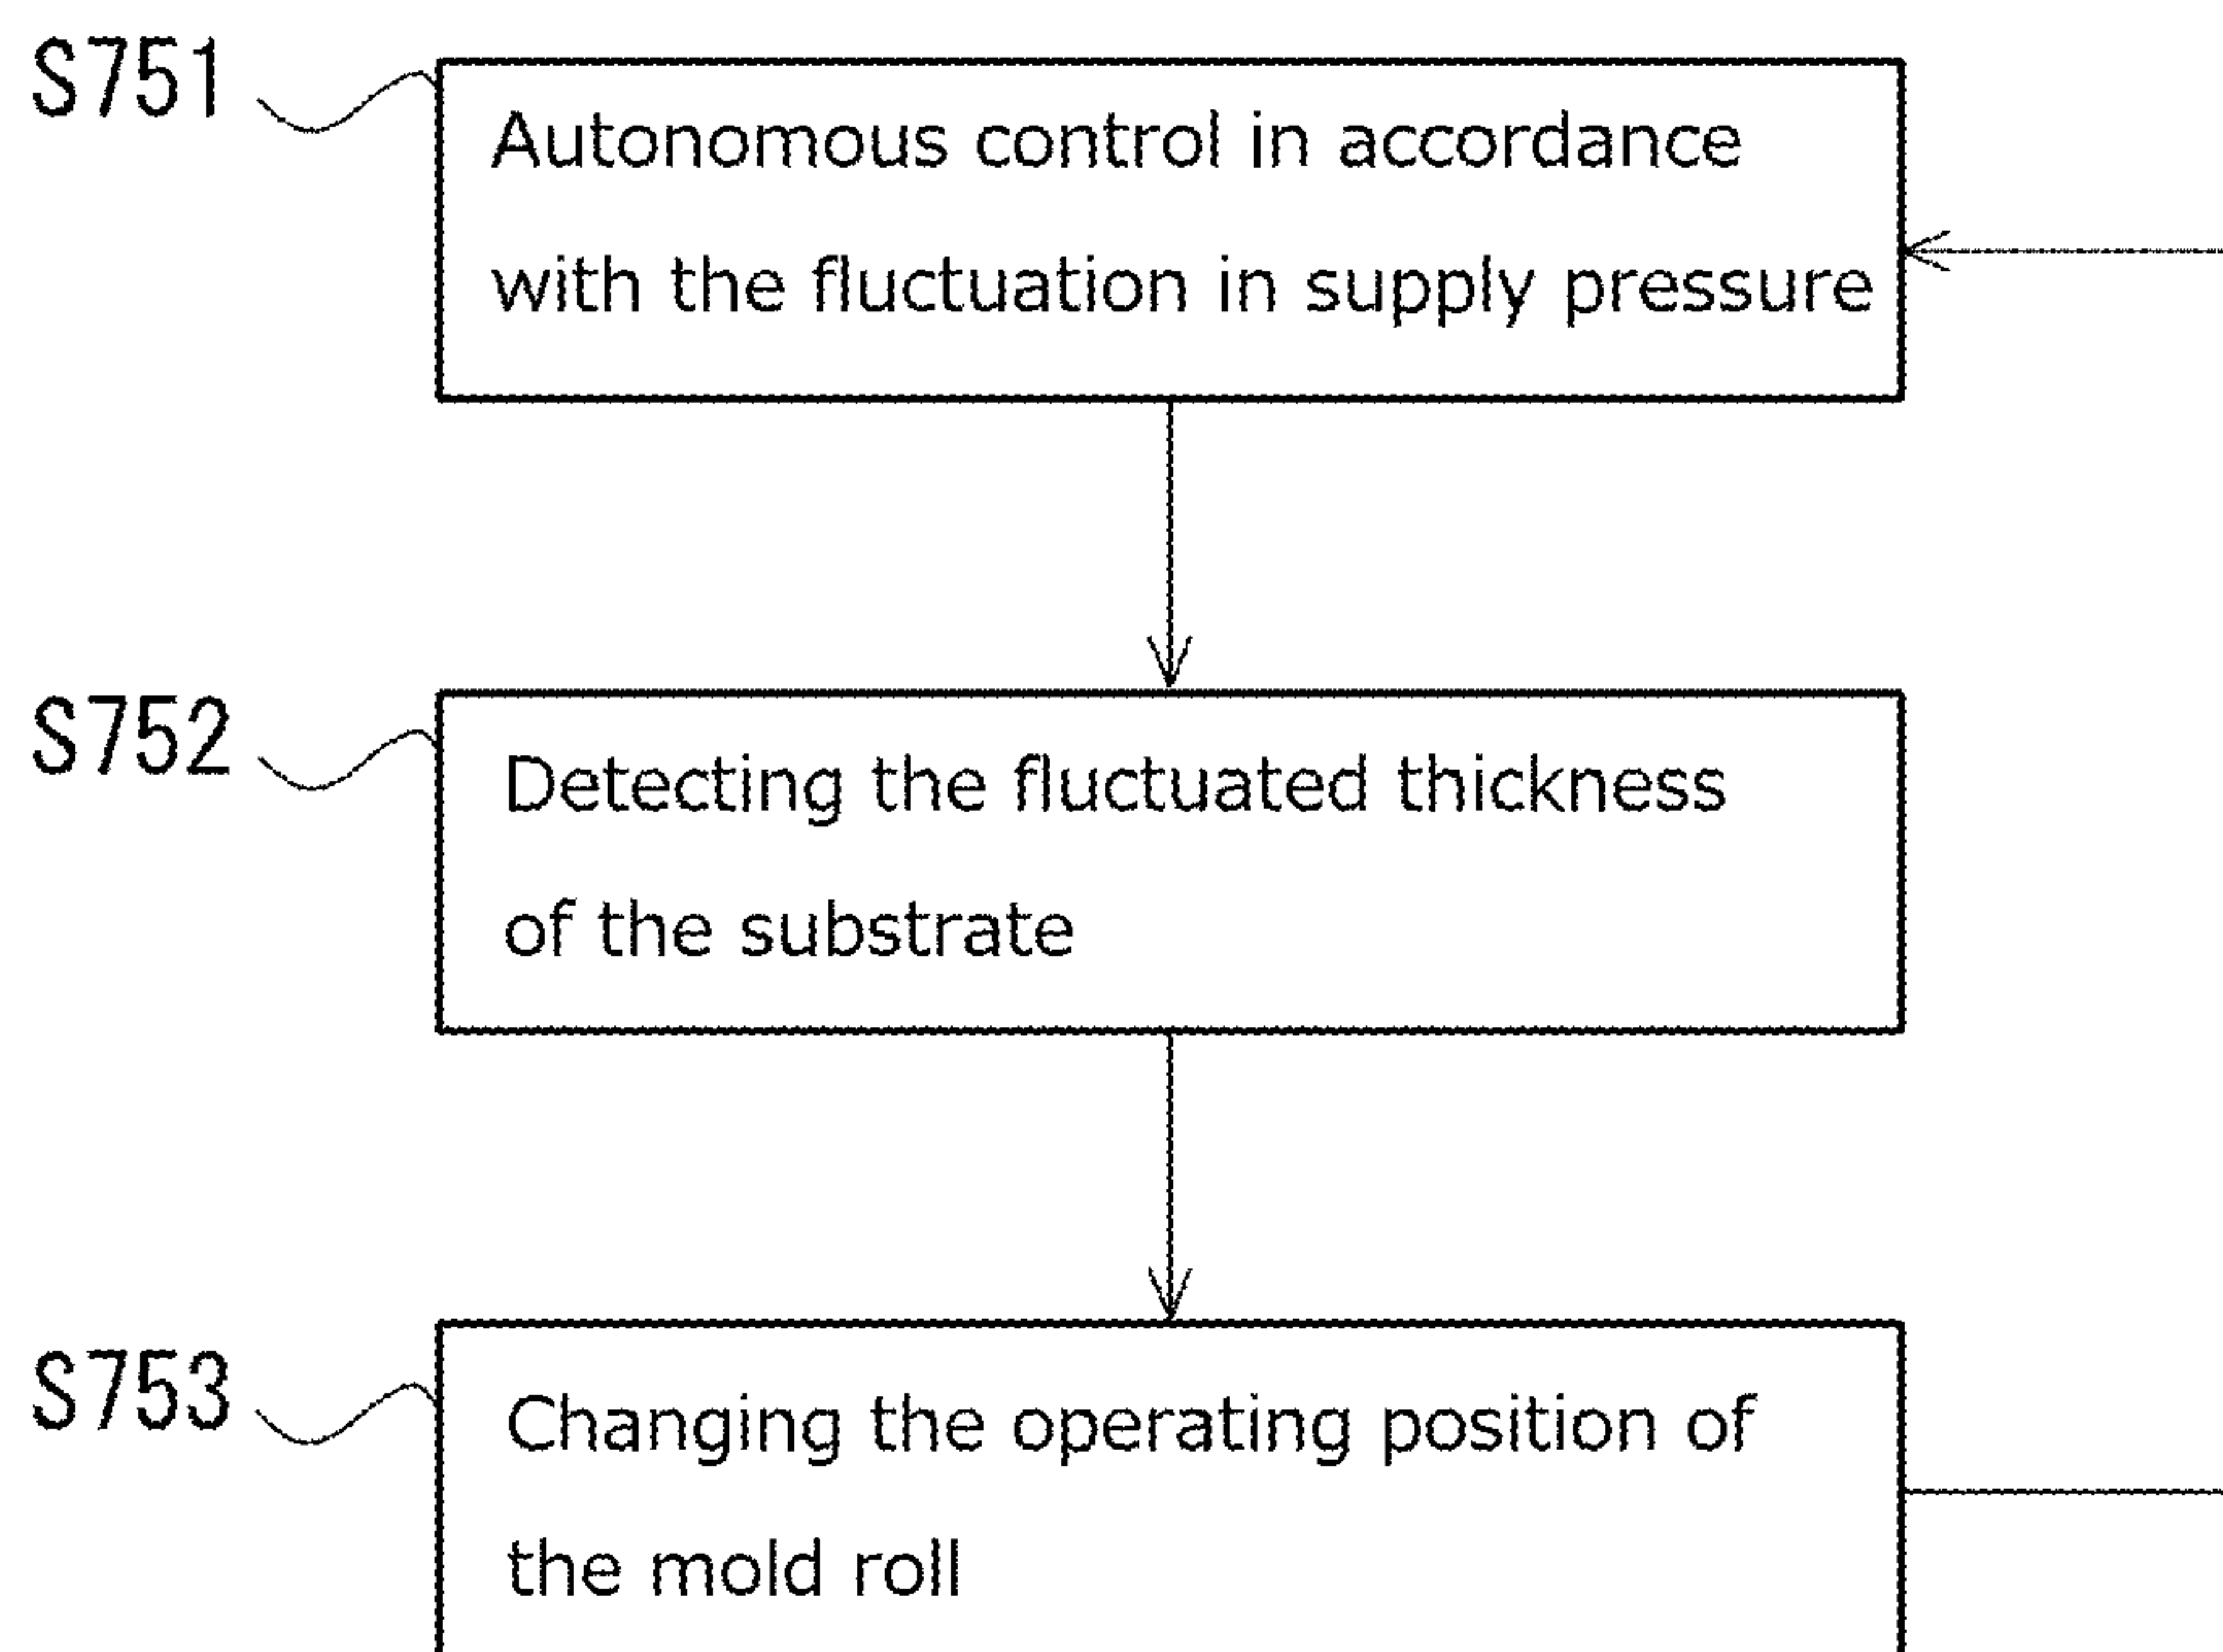 S751
Autonomous control in accordance
with the fluctuation in supply pressure
S752
Detecting the fluctuated thickness
of the substrate
S753
Changing the operating position of
the mold roll